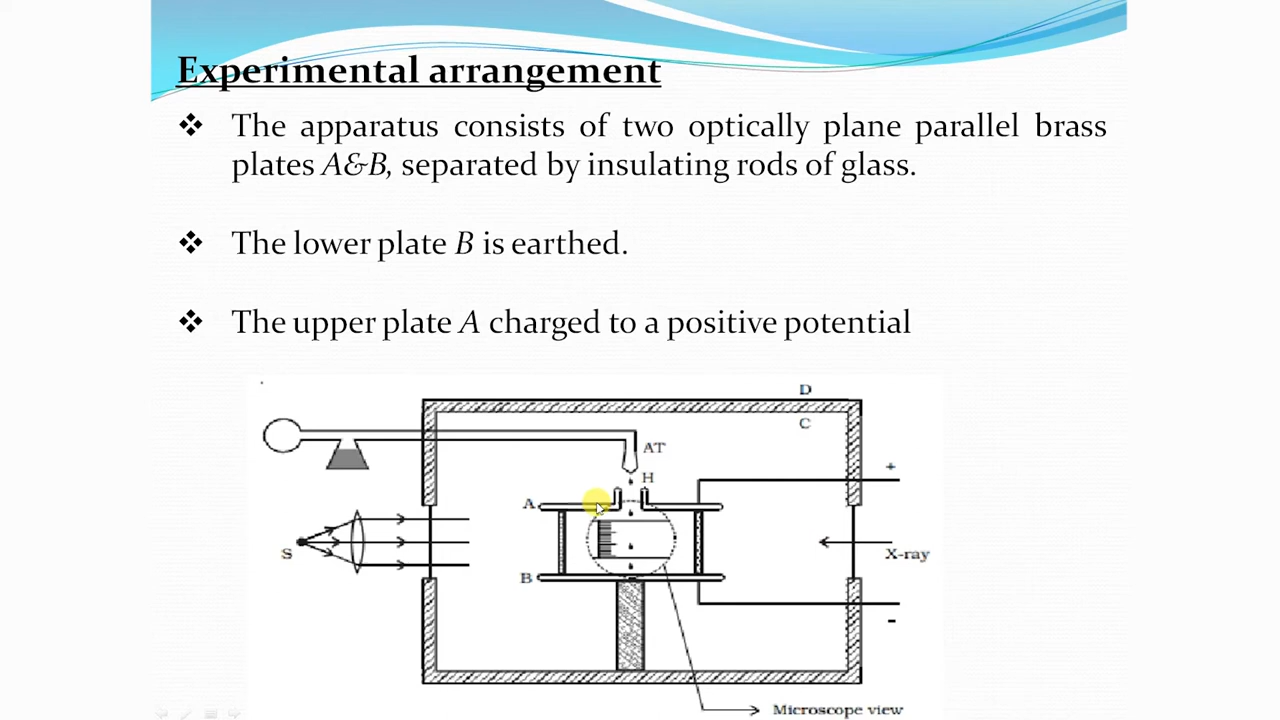 Experimental arrangement
❖ The apparatus consists of two optically plane parallel brass
plates A&B, separated by insulating rods of glass.
❖ The lower plate B is earthed.
❖ The upper plate A charged to a positive potential
D
C
AT
+
H
A
S
X-ray
B
-
Microscope view